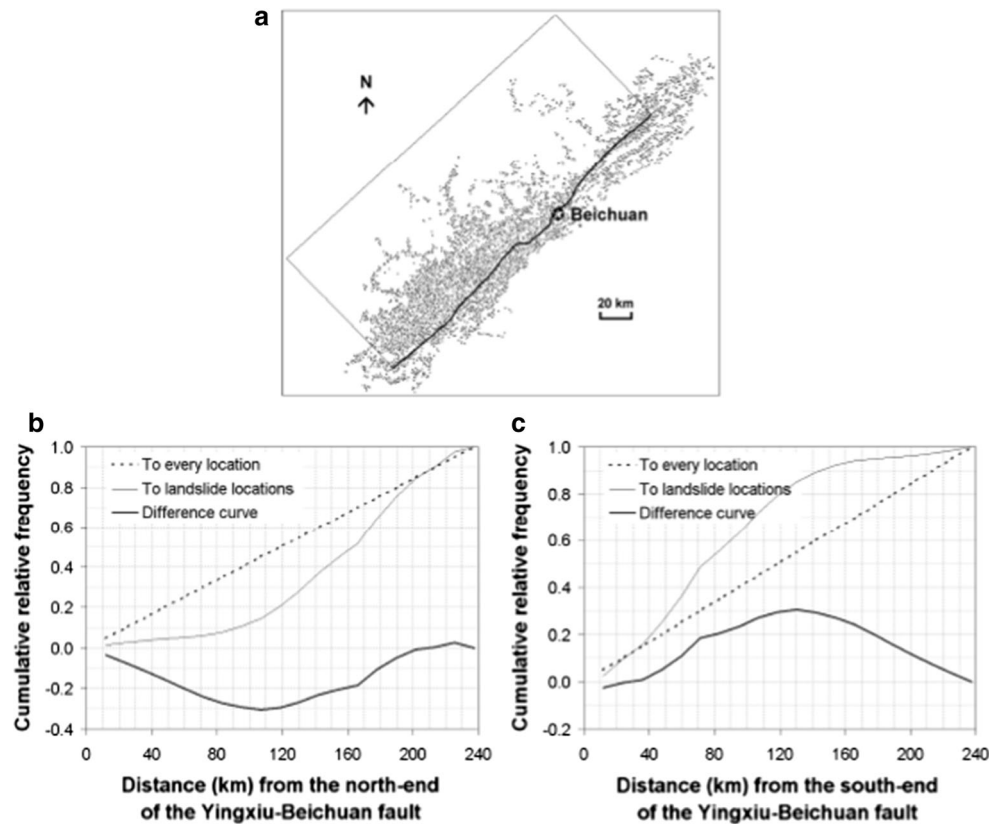 a
N
Beichuan
20 km
b
1.0
0.8
0.6
0.4
0.2
0.0
-0.2
-0.4
Cumulative relative frequency
To every location
To landslide locations
Difference curve
0 40 80 120 160 200 240
Distance (km) from the north-end
of the Yingxiu-Beichuan fault
c
1.0
0.8
0.6
0.4
0.2
0.0
-0.2
Cumulative relative frequency
To every location
To landslide locations
Difference curve
0 40 80 120 160 200 240
Distance (km) from the south-end
of the Yingxiu-Beichuan fault